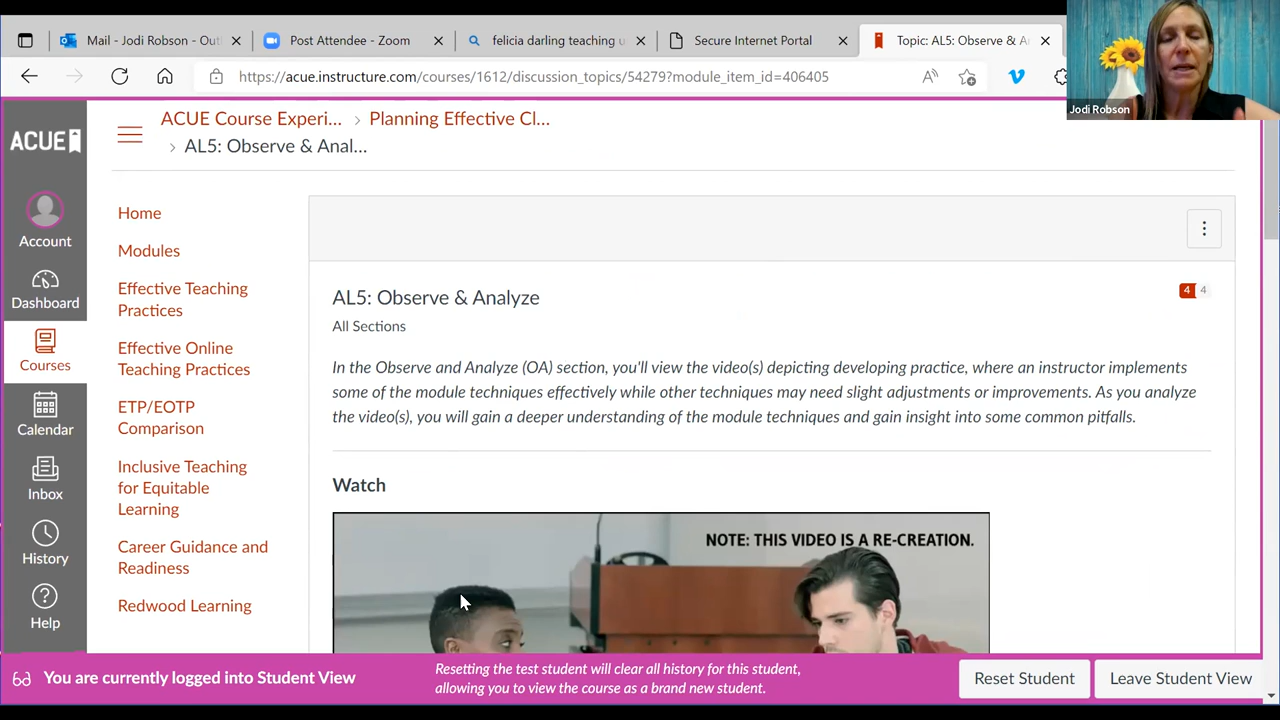 Mail - Jodi Robson - Out
Post Attendee - Zoom
felicia darling teaching u
Secure Internet Portal
Topic: AL5: Observe & A
https://acue.instructure.com/courses/1612/discussion_topics/54279?module_item_id=406405
Jodi Robson
ACUE
ACUE Course Experi... > Planning Effective Cl...
> AL5: Observe & Anal...
Account
Dashboard
Courses
Calendar
Inbox
History
Help
Home
Modules
Effective Teaching
Practices
Effective Online
Teaching Practices
ETP/EOTP
Comparison
Inclusive Teaching
for Equitable
Learning
Career Guidance and
Readiness
Redwood Learning
AL5: Observe & Analyze
4 4
All Sections
In the Observe and Analyze (OA) section, you'll view the video(s) depicting developing practice, where an instructor implements
some of the module techniques effectively while other techniques may need slight adjustments or improvements. As you analyze
the video(s), you will gain a deeper understanding of the module techniques and gain insight into some common pitfalls.
Watch
NOTE: THIS VIDEO IS A RE-CREATION.
You are currently logged into Student View
Resetting the test student will clear all history for this student,
allowing you to view the course as a brand new student.
Reset Student
Leave Student View